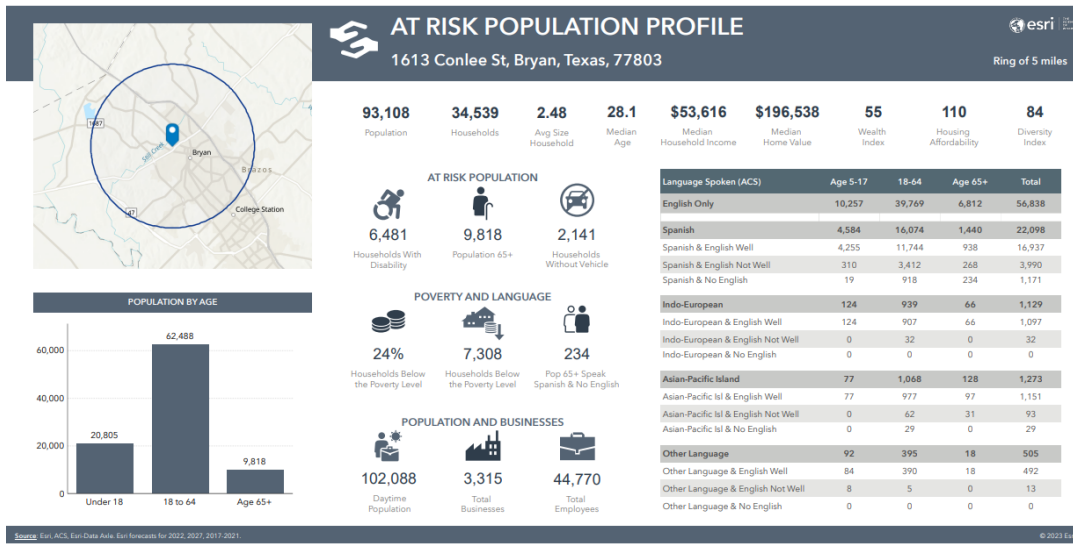 AT RISK POPULATION PROFILE
1613 Conlee St, Bryan, Texas, 77803
esri
Ring of 5 miles
1687
Still Creek
Bryan
Brazos
47
College Station
93,108
Population
34,539
Households
2.48
Avg Size
Household
28.1
Median
Age
$53,616
Median
Household Income
$196,538
Median
Home Value
55
Wealth
Index
110
Housing
Affordability
84
Diversity
Index
POPULATION BY AGE
60,000
40,000
20,000
0
20,805
62,488
9,818
Under 18
18 to 64
Age 65+
AT RISK POPULATION
6,481
Households With
Disability
9,818
Population 65+
2,141
Households
Without Vehicle
POVERTY AND LANGUAGE
24%
Households Below
the Poverty Level
7,308
Households Below
the Poverty Level
234
Pop 65+ Speak
Spanish & No English
POPULATION AND BUSINESSES
102,088
Daytime
Population
3,315
Total
Businesses
44,770
Total
Employees
Language Spoken (ACS) Age 5-17 18-64 Age 65+ Total
English Only 10,257 39,769 6,812 56,838
Spanish 4,584 16,074 1,440 22,098
Spanish & English Well 4,255 11,744 938 16,937
Spanish & English Not Well 310 3,412 268 3,990
Spanish & No English 19 918 234 1,171
Indo-European 124 939 66 1,129
Indo-European & English Well 124 907 66 1,097
Indo-European & English Not Well 0 32 0 32
Indo-European & No English 0 0 0 0
Asian-Pacific Island 77 1,068 128 1,273
Asian-Pacific Isl & English Well 77 977 97 1,151
Asian-Pacific Isl & English Not Well 0 62 31 93
Asian-Pacific Isl & No English 0 29 0 29
Other Language 92 395 18 505
Other Language & English Well 84 390 18 492
Other Language & English Not Well 8 5 0 13
Other Language & No English 0 0 0 0
Source: Esri, ACS, Esri-Data Axle. Esri forecasts for 2022, 2027, 2017-2021.
© 2023 Esri